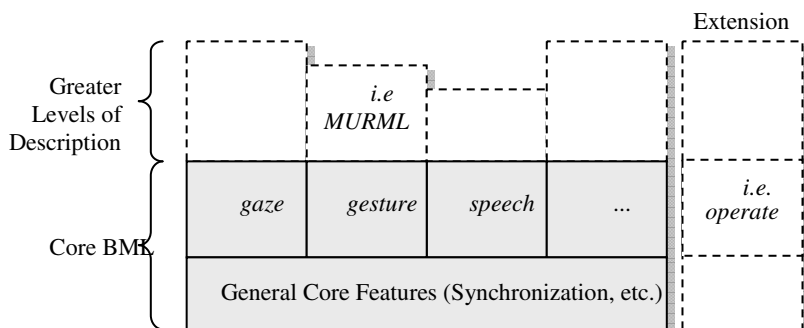 Extension
Greater
Levels of
Description
i.e
MURML
gaze
gesture
speech
...
i.e.
operate
Core BML
General Core Features (Synchronization, etc.)